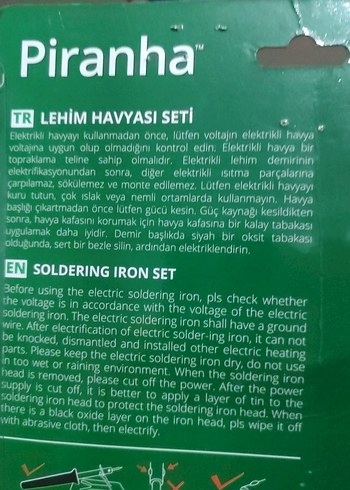 Piranha™
TR LEHİM HAVYASI SETİ
Elektrikli havyayı kullanmadan önce, lütfen voltajın elektrikli havya
voltajına uygun olup olmadığını kontrol edin. Elektrikli havya bir
topraklama teline sahip olmalıdır. Elektrikli lehim demirinin
elektrifikasyonundan sonra, diğer elektrikli ısıtma parçalarına
çarpılamaz, sökülemez ve monte edilemez. Lütfen elektrikli havyayı
kuru tutun, çok ıslak veya nemli ortamlarda kullanmayın. Havya
başlığı çıkartmadan önce lütfen gücü kesin. Güç kaynağı kesildikten
sonra, havya kafasını korumak için havya kafasına bir kalay tabakası
uygulamak daha iyidir. Demir başlıkda siyah bir oksit tabakası
olduğunda, sert bir bezle silin, ardından elektriklendirin.
EN SOLDERING IRON SET
Before using the electric soldering iron, pls check whether
the voltage is in accordance with the voltage of the electric
soldering iron. The electric soldering iron shall have a ground
wire. After electrification of electric solder-ing iron, it can not
be knocked, dismantled and installed other electric heating
parts. Please keep the electric soldering iron dry, do not use
in too wet or raining environment. When the soldering iron
head is removed, please cut off the power. After the power
supply is cut off, it is better to apply a layer of tin to the
soldering iron head to protect the soldering iron head. When
there is a black oxide layer on the iron head, pls wipe it off
with abrasive cloth, then electrify.